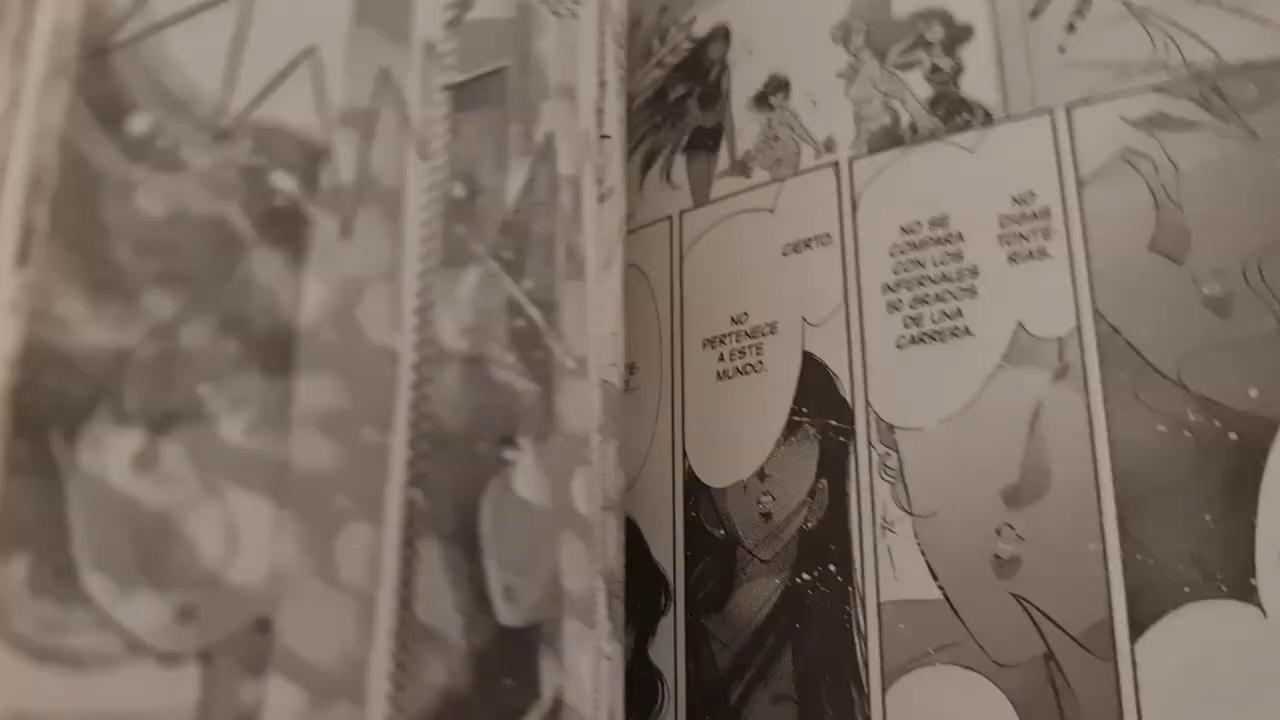 NO
DIGAS
TONTE-
RÍAS.
NO SE
COMPARA
CON LOS
INFERNALES
50 GRADOS
DE UNA
CARRERA.
CIERTO.
NO
PERTENECE
A ESTE
MUNDO.